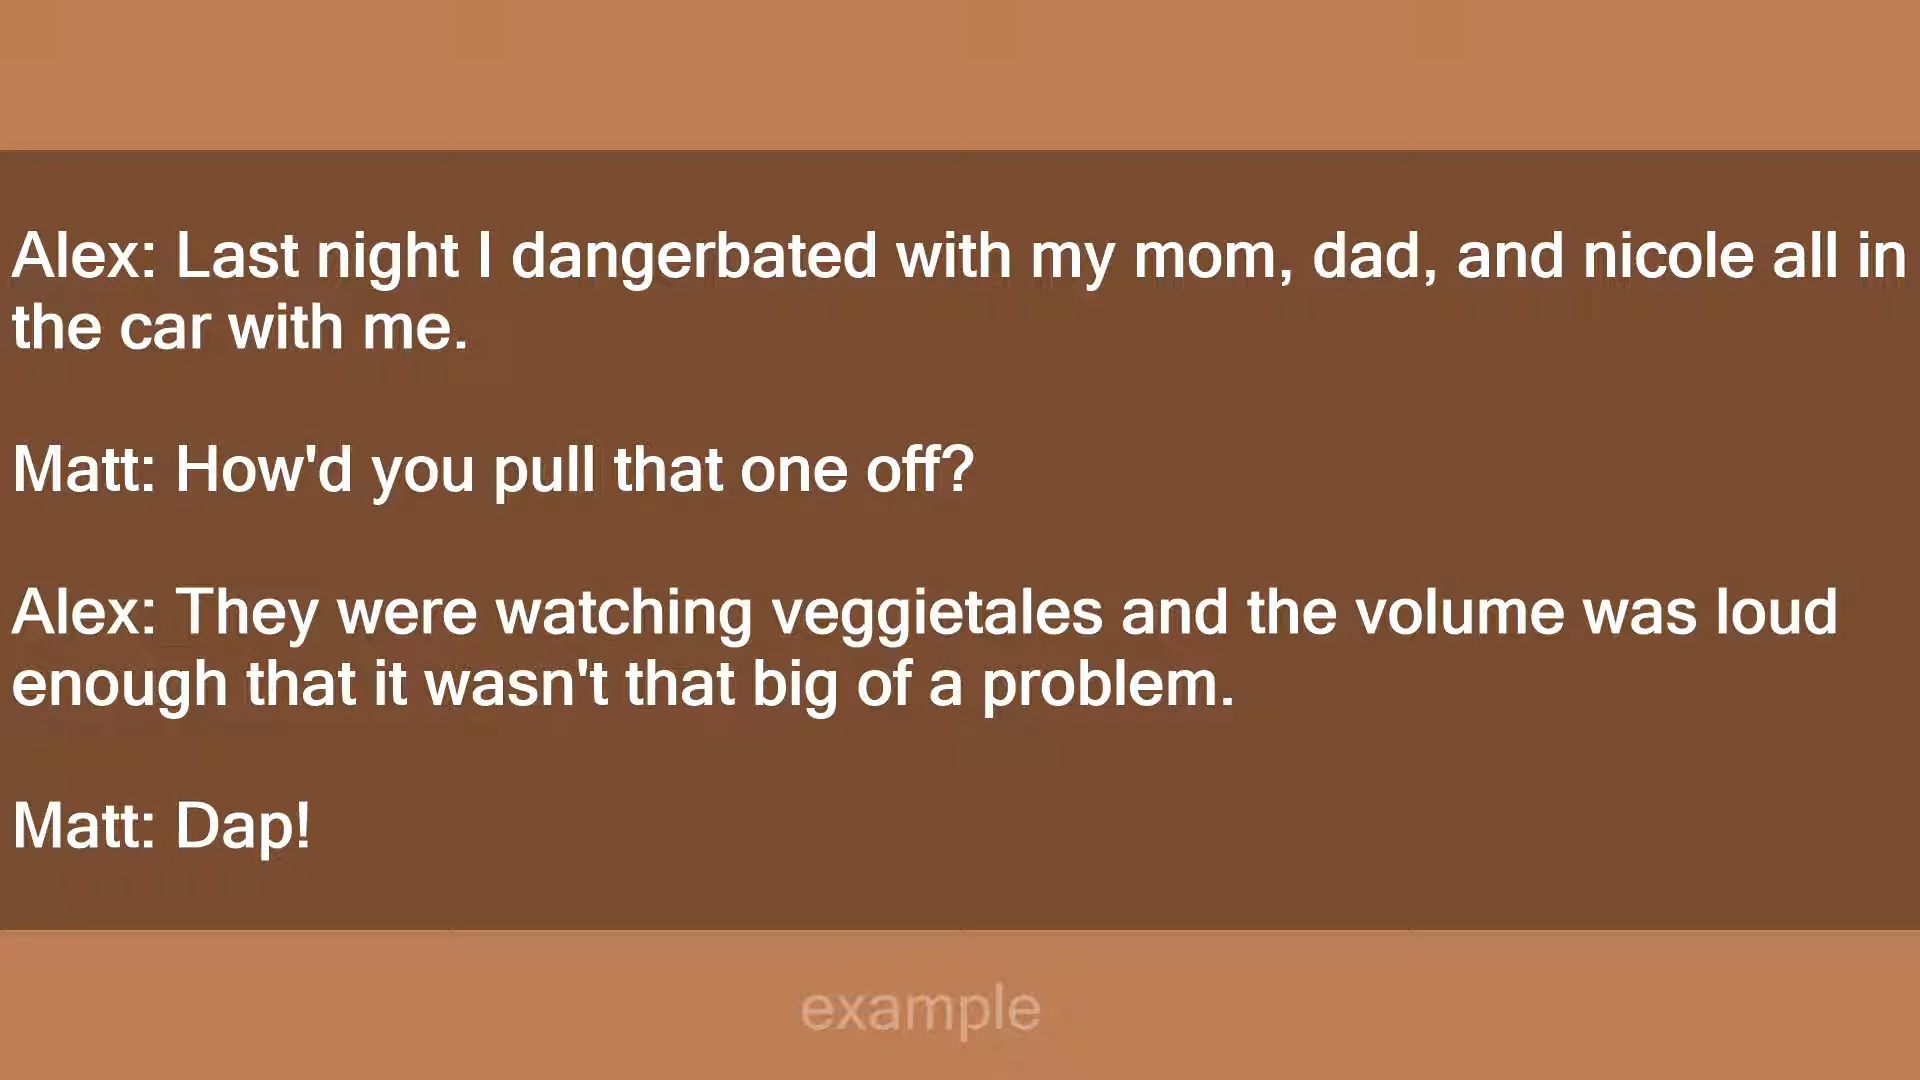 Alex: Last night I dangerbated with my mom, dad, and nicole all in
the car with me.
Matt: How'd you pull that one off?
Alex: They were watching veggietales and the volume was loud
enough that it wasn't that big of a problem.
Matt: Dap!
example